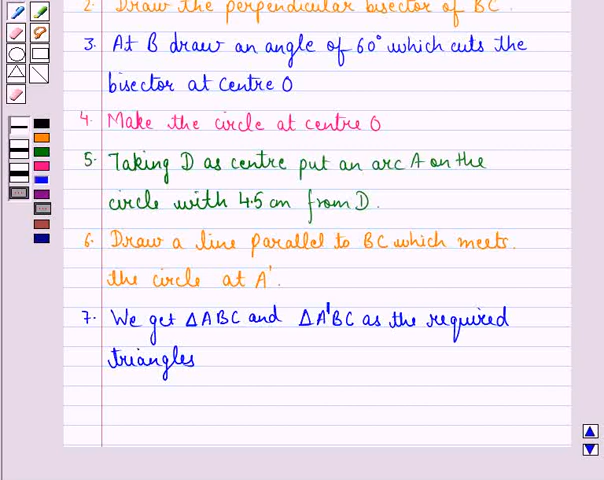 2. Draw the perpendicular bisector of BC.
3. At B draw an angle of 60° which cuts the
bisector at centre O
4. Make the circle at centre O
5. Taking D as centre put an arc A on the
circle with 4.5 cm from D.
6. Draw a line parallel to BC which meets.
the circle at A'.
7. We get ΔABC and ΔA'BC as the required
triangles